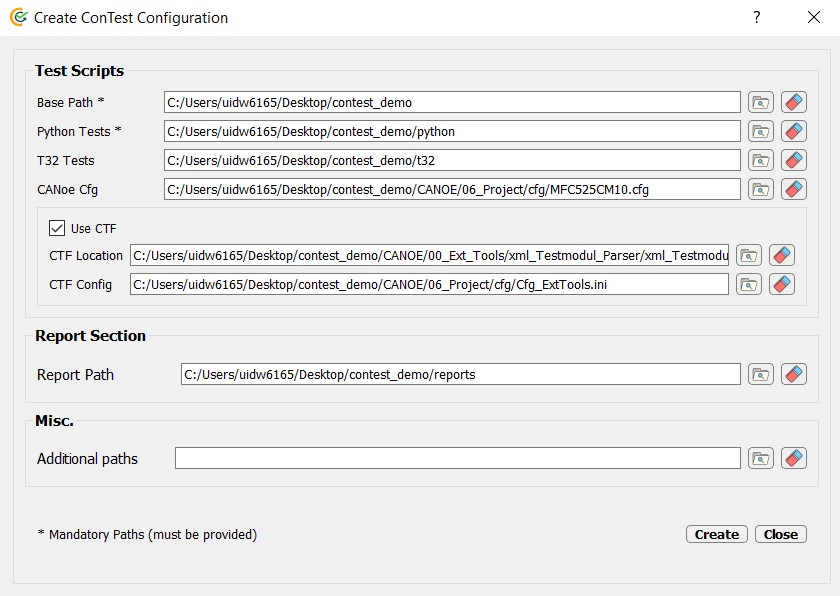 Create ConTest Configuration
?
Test Scripts
Base Path * C:/Users/uidw6165/Desktop/contest_demo
Python Tests * C:/Users/uidw6165/Desktop/contest_demo/python
T32 Tests C:/Users/uidw6165/Desktop/contest_demo/t32
CANoe Cfg C:/Users/uidw6165/Desktop/contest_demo/CANOE/06_Project/cfg/MFC525CM10.cfg
Use CTF
CTF Location C:/Users/uidw6165/Desktop/contest_demo/CANOE/00_Ext_Tools/xml_Testmodul_Parser/xml_Testmodu
CTF Config C:/Users/uidw6165/Desktop/contest_demo/CANOE/06_Project/cfg/Cfg_ExtTools.ini
Report Section
Report Path C:/Users/uidw6165/Desktop/contest_demo/reports
Misc.
Additional paths
* Mandatory Paths (must be provided) Create Close